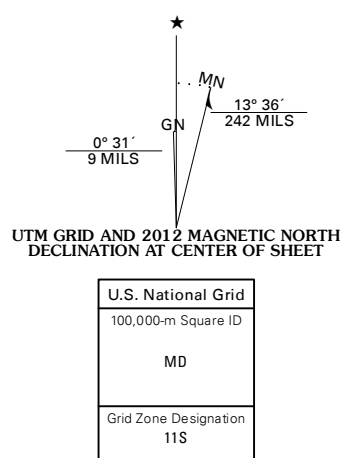 ★
MN
GN
13° 36´
242 MILS
0° 31´
9 MILS
UTM GRID AND 2012 MAGNETIC NORTH
DECLINATION AT CENTER OF SHEET
U.S. National Grid
100,000-m Square ID
MD
Grid Zone Designation
11S